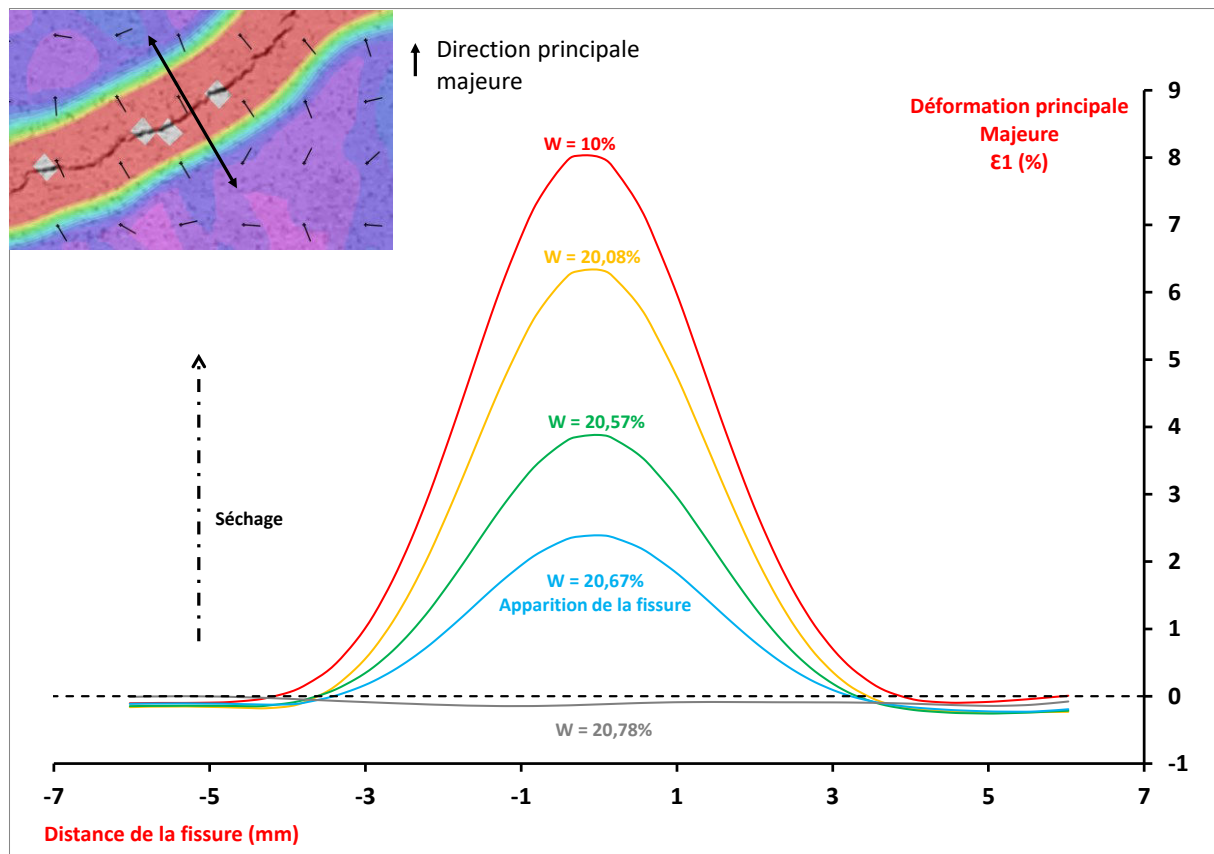 Direction principale
majeure
Déformation principale
Majeure
Ɛ1 (%)
9
8
7
6
5
4
3
2
1
0
-1
W = 10%
W = 20,08%
W = 20,57%
W = 20,67%
Apparition de la fissure
W = 20,78%
Séchage
-7
-5
-3
-1
1
3
5
7
Distance de la fissure (mm)